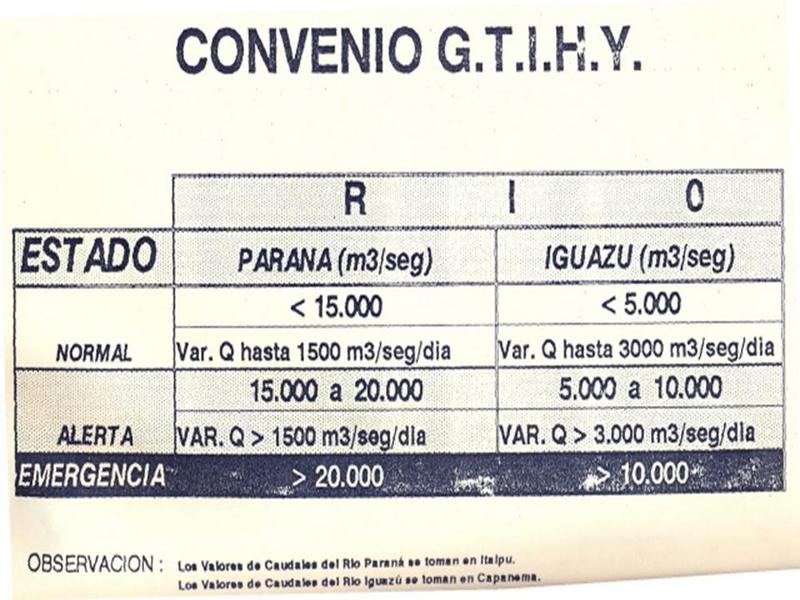 CONVENIO G.T.I.H.Y.
R I O
ESTADO PARANA (m3/seg) IGUAZU (m3/seg)
< 15.000 < 5.000
NORMAL Var. Q hasta 1500 m3/seg/dia Var. Q hasta 3000 m3/seg/dia
15.000 a 20.000 5.000 a 10.000
ALERTA VAR. Q > 1500 m3/seg/dia VAR. Q > 3.000 m3/seg/dia
EMERGENCIA > 20.000 > 10.000
OBSERVACION : Los Valores de Caudales del Rio Paraná se toman en Itaipu.
Los Valores de Caudales del Rio Iguazú se toman en Capanema.